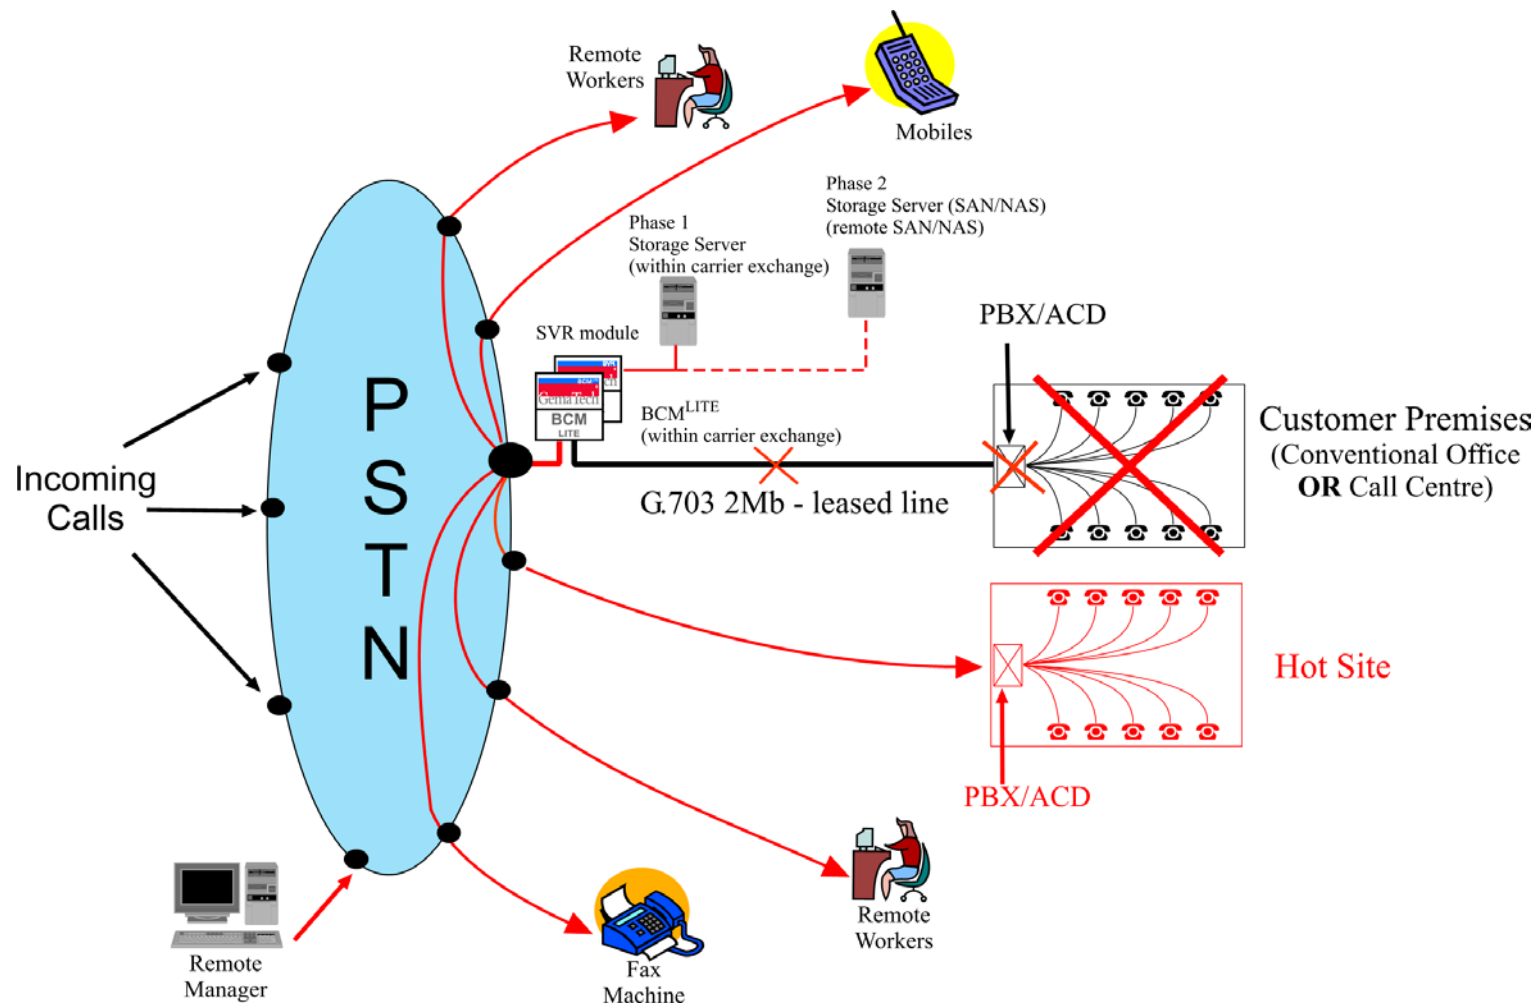 Remote
Workers
Mobiles
Phase 2
Storage Server (SAN/NAS)
(remote SAN/NAS)
Phase 1
Storage Server
(within carrier exchange)
PBX/ACD
SVR module
GemaTech
BCM
LITE
BCMLITE
(within carrier exchange)
G.703 2Mb - leased line
Customer Premises
(Conventional Office
OR Call Centre)
P
S
T
N
Incoming
Calls
Hot Site
PBX/ACD
Remote
Workers
Fax
Machine
Remote
Manager